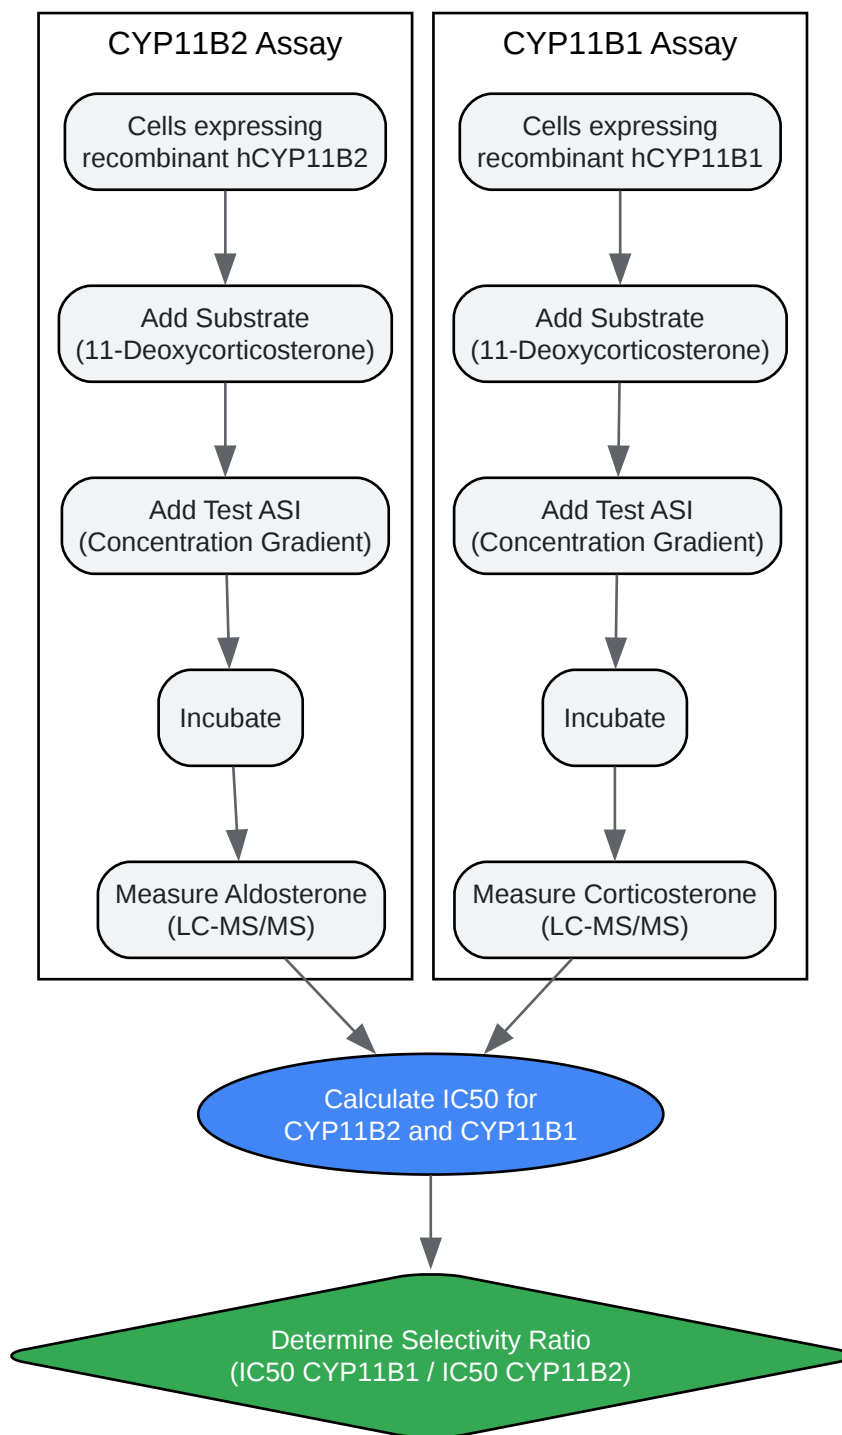 CYP11B2 Assay
Cells expressing
recombinant hCYP11B2
Add Substrate
(11-Deoxycorticosterone)
Add Test ASI
(Concentration Gradient)
Incubate
Measure Aldosterone
(LC-MS/MS)
CYP11B1 Assay
Cells expressing
recombinant hCYP11B1
Add Substrate
(11-Deoxycorticosterone)
Add Test ASI
(Concentration Gradient)
Incubate
Measure Corticosterone
(LC-MS/MS)
Calculate IC50 for
CYP11B2 and CYP11B1
Determine Selectivity Ratio
(IC50 CYP11B1 / IC50 CYP11B2)